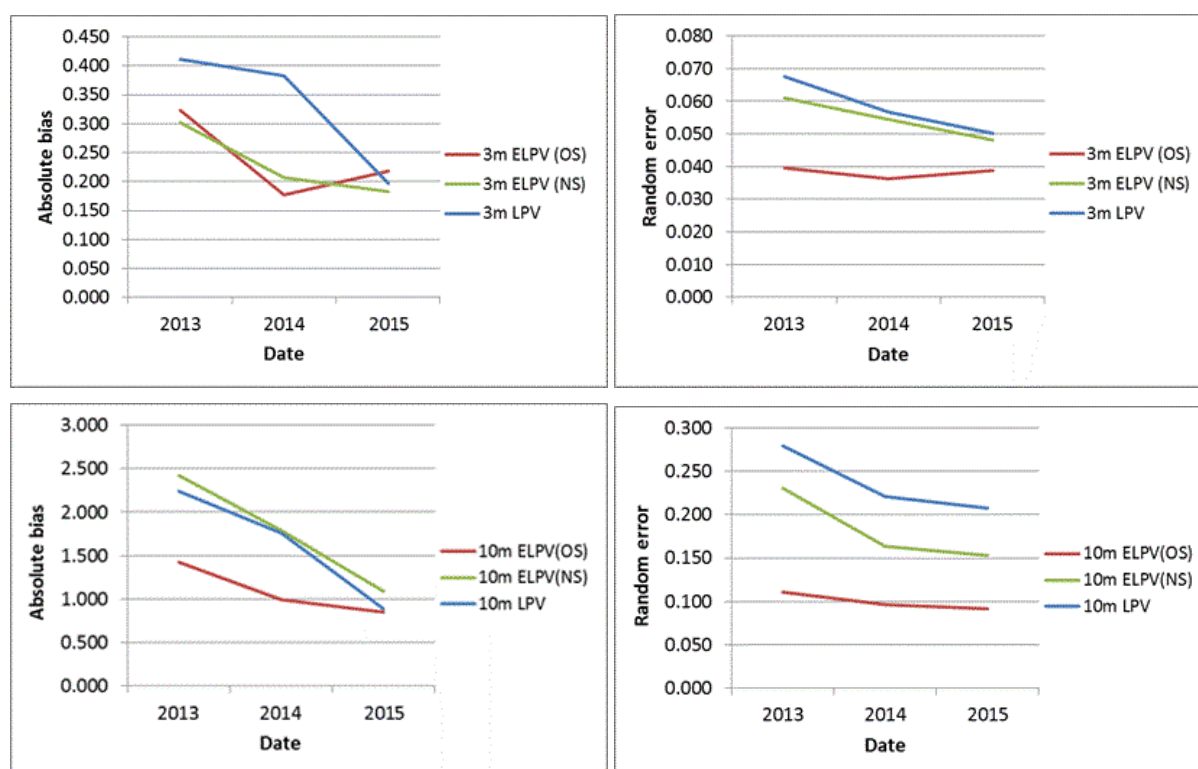 0.450
0.400
0.350
0.300
0.250
0.200
0.150
0.100
0.050
0.000
Absolute bias
2013 2014 2015
Date
3m ELPV (OS)
3m ELPV (NS)
3m LPV
0.080
0.070
0.060
0.050
0.040
0.030
0.020
0.010
0.000
Random error
2013 2014 2015
Date
3m ELPV (OS)
3m ELPV (NS)
3m LPV
3.000
2.500
2.000
1.500
1.000
0.500
0.000
Absolute bias
2013 2014 2015
Date
10m ELPV(OS)
10m ELPV(NS)
10m LPV
0.300
0.250
0.200
0.150
0.100
0.050
0.000
Random error
2013 2014 2015
Date
10m ELPV(OS)
10m ELPV(NS)
10m LPV